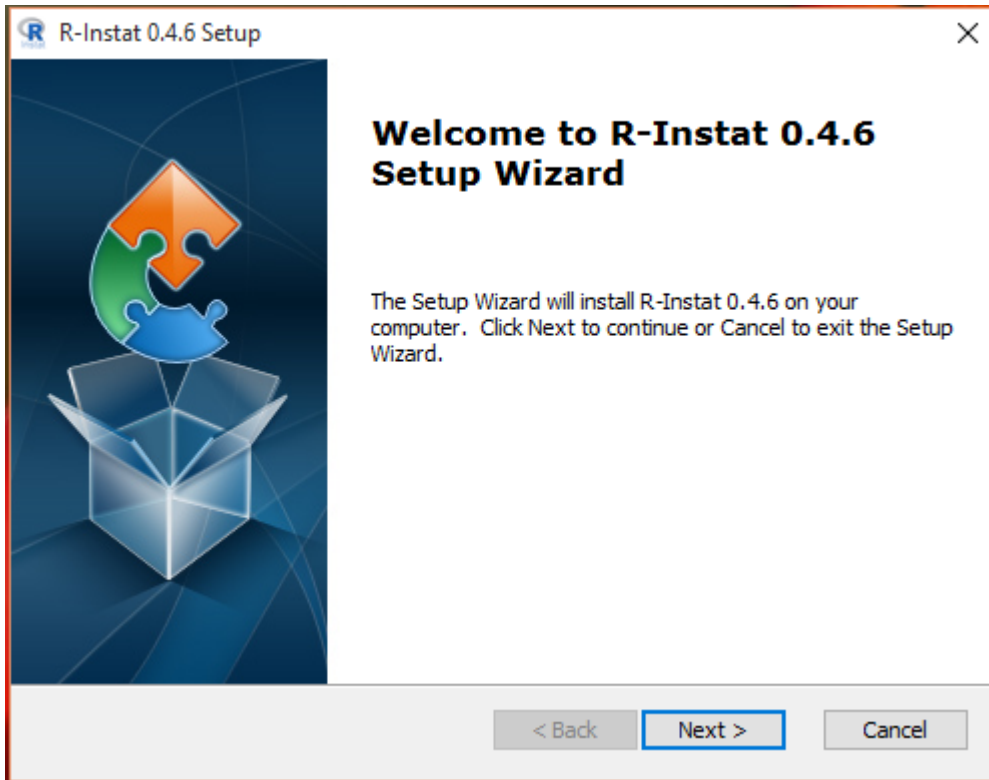 R-Instat 0.4.6 Setup
Welcome to R-Instat 0.4.6
Setup Wizard
The Setup Wizard will install R-Instat 0.4.6 on your
computer. Click Next to continue or Cancel to exit the Setup
Wizard.
< Back Next > Cancel